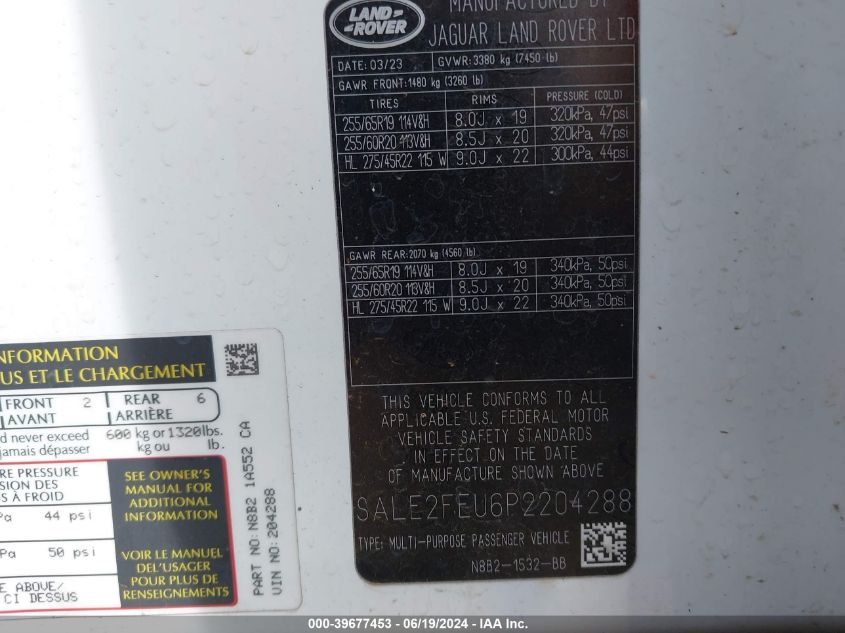 LAND-
-ROVER
MANUFACTURED BY
JAGUAR LAND ROVER LTD
DATE: 03/23 GVWR: 3380 kg (7450 lb)
GAWR FRONT: 1480 kg (3260 lb)
TIRES RIMS PRESSURE (COLD)
255/65R19 114V&H 8.0J x 19 320kPa, 47psi
255/60R20 113V&H 8.5J x 20 320kPa, 47psi
HL 275/45R22 115 W 9.0J x 22 300kPa, 44psi
GAWR REAR: 2070 kg (4560 lb)
255/65R19 114V&H 8.0J x 19 340kPa, 50psi
255/60R20 113V&H 8.5J x 20 340kPa, 50psi
HL 275/45R22 115 W 9.0J x 22 340kPa, 50psi
THIS VEHICLE CONFORMS TO ALL
APPLICABLE U.S. FEDERAL MOTOR
VEHICLE SAFETY STANDARDS
IN EFFECT ON THE DATE
OF MANUFACTURE SHOWN ABOVE
SALE2FEU6P2204288
TYPE: MULTI-PURPOSE PASSENGER VEHICLE
N8B2-1532-BB
NFORMATION
US ET LE CHARGEMENT
FRONT 2 REAR 6
AVANT ARRIÈRE
d never exceed 600 kg or 1320lbs.
jamais dépasser kg ou lb.
RE PRESSURE
SION DES
S À FROID
Pa 44 psi
Pa 50 psi
E ABOVE/
CI DESSUS
SEE OWNER'S
MANUAL FOR
ADDITIONAL
INFORMATION
VOIR LE MANUEL
DEL'USAGER
POUR PLUS DE
RENSEIGNEMENTS
PART NO: N8B2 1A552 CA
VIN NO: 204288
000-39677453 - 06/19/2024 - IAA Inc.